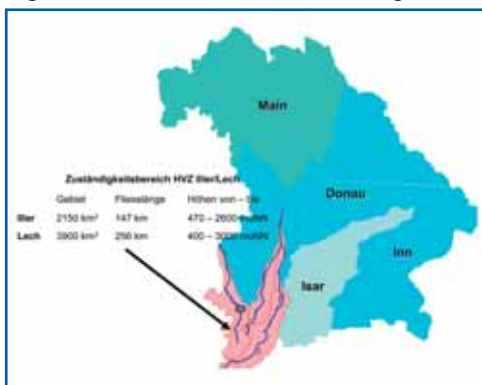 Main
Zuständigkeitsbereich HVZ Iller/Lech
Gebiet Fliesslänge Höhen von – bis
Iller 2150 km² 147 km 470 – 2600 müNN
Lech 3900 km² 256 km 400 – 3000 müNN
Donau
Inn
Isar